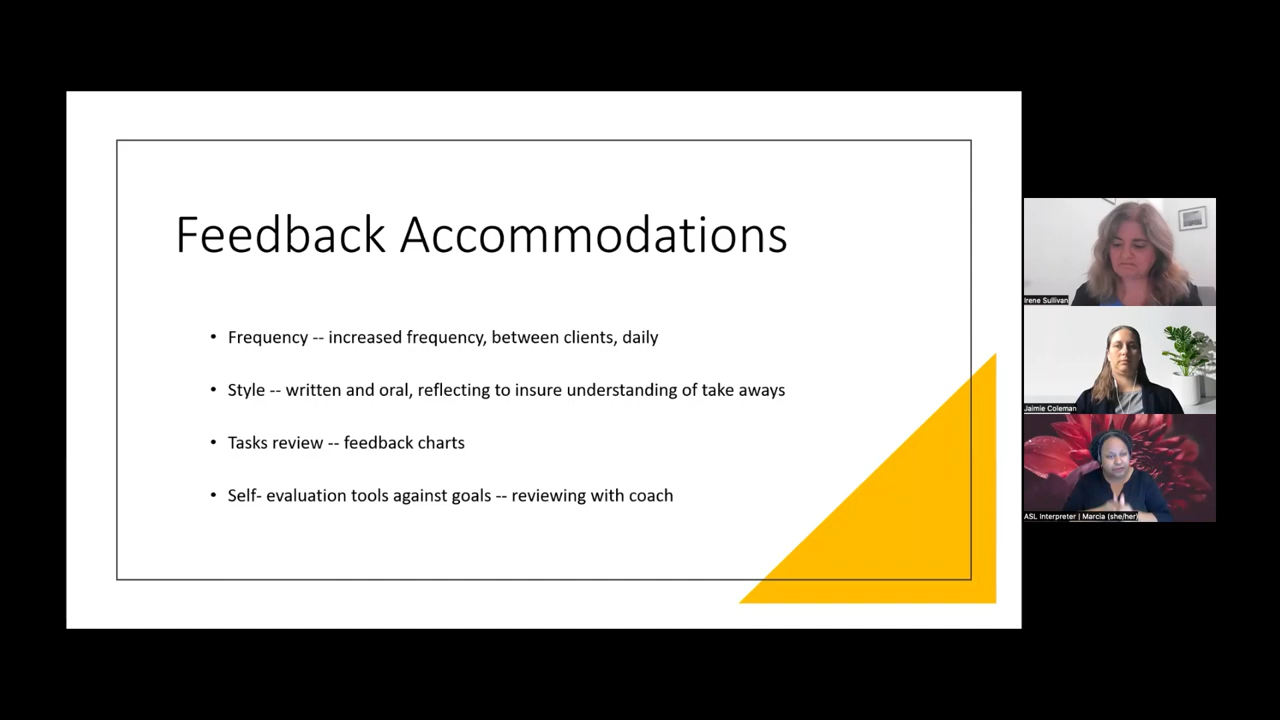 Feedback Accommodations
• Frequency -- increased frequency, between clients, daily
• Style -- written and oral, reflecting to insure understanding of take aways
• Tasks review -- feedback charts
• Self- evaluation tools against goals -- reviewing with coach
Irene Sullivan
Jaimie Coleman
ASL Interpreter | Marcia (she/her)